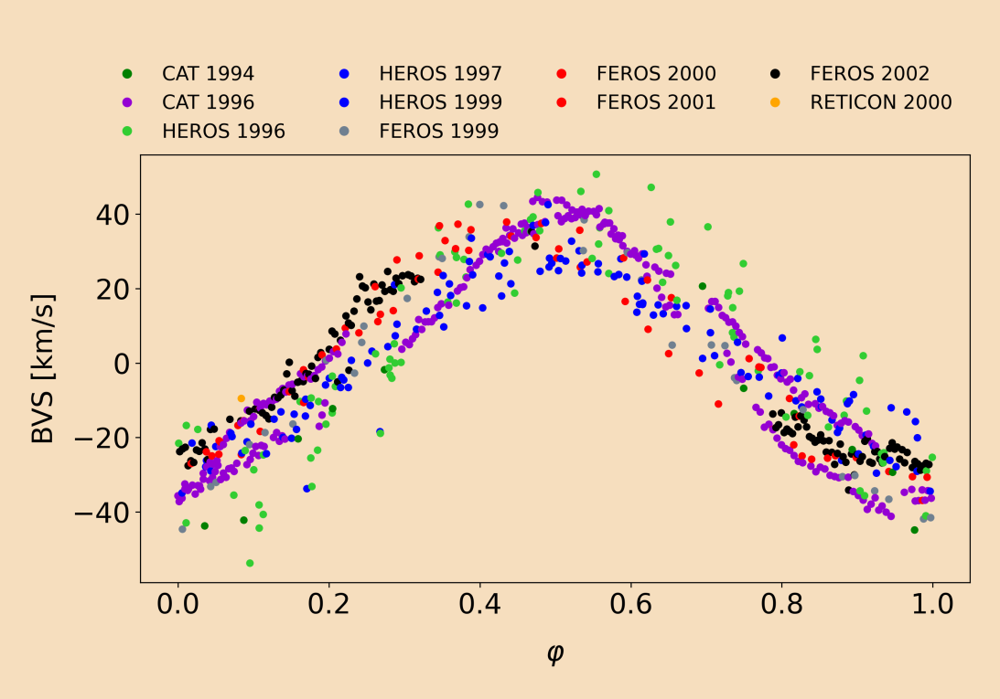 CAT 1994 HEROS 1997 FEROS 2000 FEROS 2002
CAT 1996 HEROS 1999 FEROS 2001 RETICON 2000
HEROS 1996 FEROS 1999
40
20
0
−20
−40
BVS [km/s]
0.0 0.2 0.4 0.6 0.8 1.0
φ